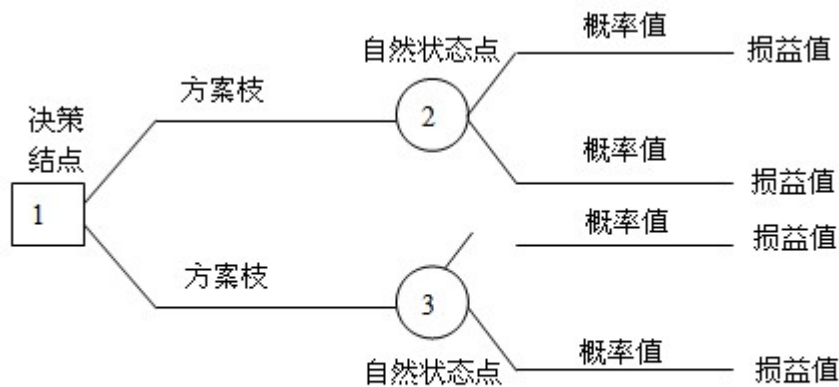 概率值
自然状态点
损益值
方案枝
2
决策
结点
概率值
损益值
1
概率值
损益值
方案枝
3
概率值
自然状态点
损益值